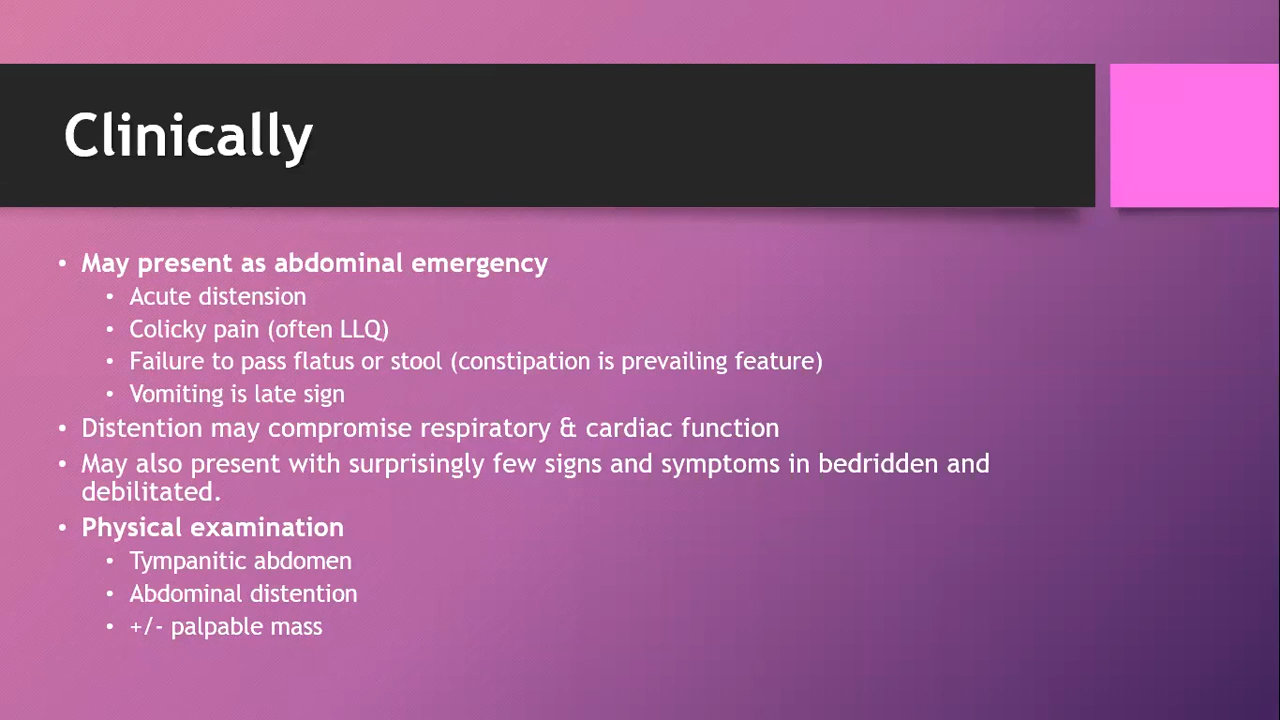 Clinically
• May present as abdominal emergency
• Acute distension
• Colicky pain (often LLQ)
• Failure to pass flatus or stool (constipation is prevailing feature)
• Vomiting is late sign
• Distention may compromise respiratory & cardiac function
• May also present with surprisingly few signs and symptoms in bedridden and
debilitated.
• Physical examination
• Tympanitic abdomen
• Abdominal distention
• +/- palpable mass